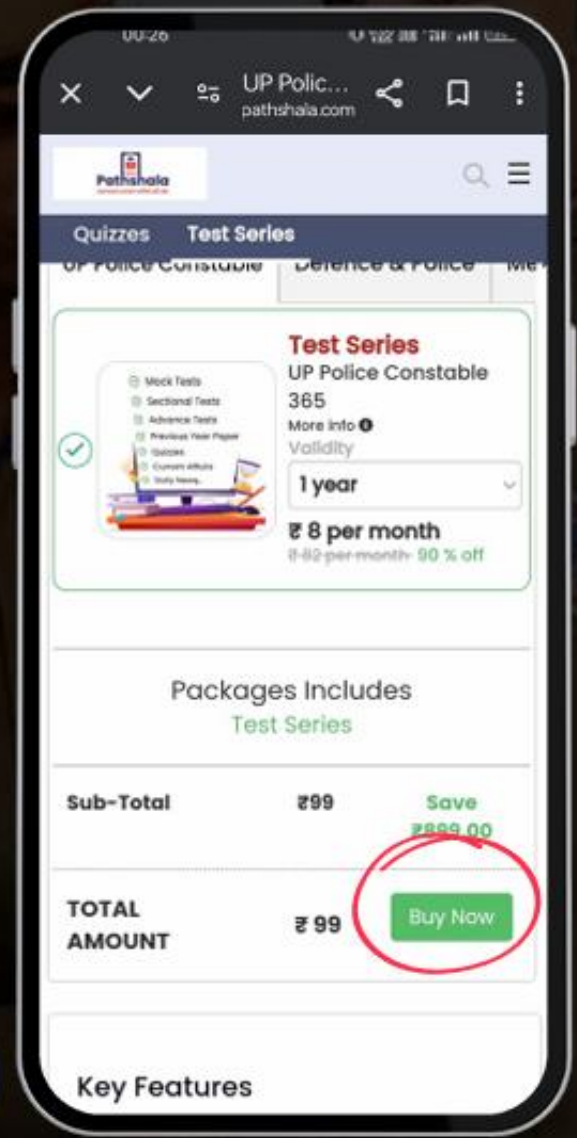 00:26
UP Polic...
pathshala.com
Pathshala
Quizzes Test Series
UP Police Constable Defence & Police
Test Series
UP Police Constable
365
More info
Validity
1 year
₹ 8 per month
₹ 82 per month 90 % off
Mock Tests
Sectional Tests
Advance Tests
Previous Year Paper
Quizzes
Current Affairs
Daily News..
Packages Includes
Test Series
Sub-Total ₹99 Save
₹899.00
TOTAL
AMOUNT ₹ 99 Buy Now
Key Features